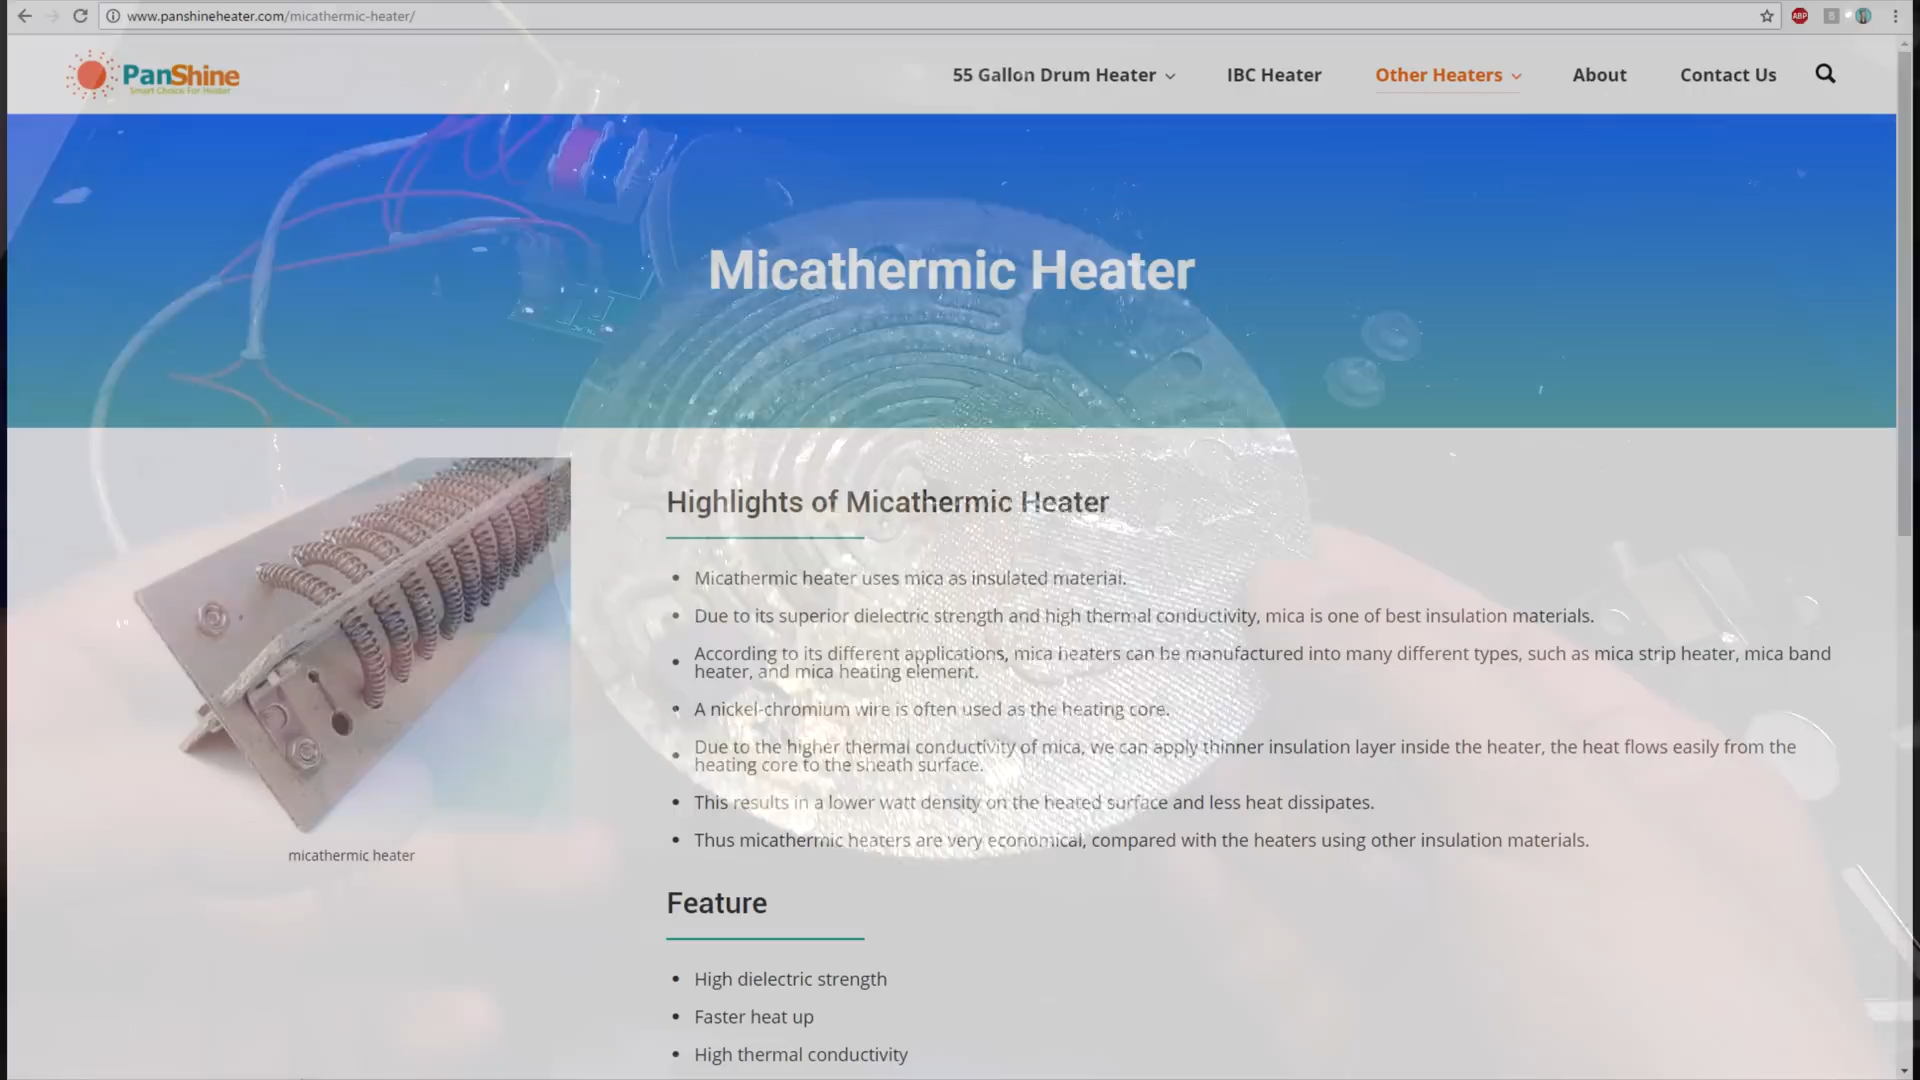 www.panshineheater.com/micathermic-heater/
ABP
PanShine
Smart Choice For Heater
55 Gallon Drum Heater
IBC Heater
Other Heaters
About
Contact Us
Micathermic Heater
micathermic heater
Highlights of Micathermic Heater
• Micathermic heater uses mica as insulated material.
• Due to its superior dielectric strength and high thermal conductivity, mica is one of best insulation materials.
• According to its different applications, mica heaters can be manufactured into many different types, such as mica strip heater, mica band
heater, and mica heating element.
• A nickel-chromium wire is often used as the heating core.
• Due to the higher thermal conductivity of mica, we can apply thinner insulation layer inside the heater, the heat flows easily from the
heating core to the sheath surface.
• This results in a lower watt density on the heated surface and less heat dissipates.
• Thus micathermic heaters are very economical, compared with the heaters using other insulation materials.
Feature
• High dielectric strength
• Faster heat up
• High thermal conductivity